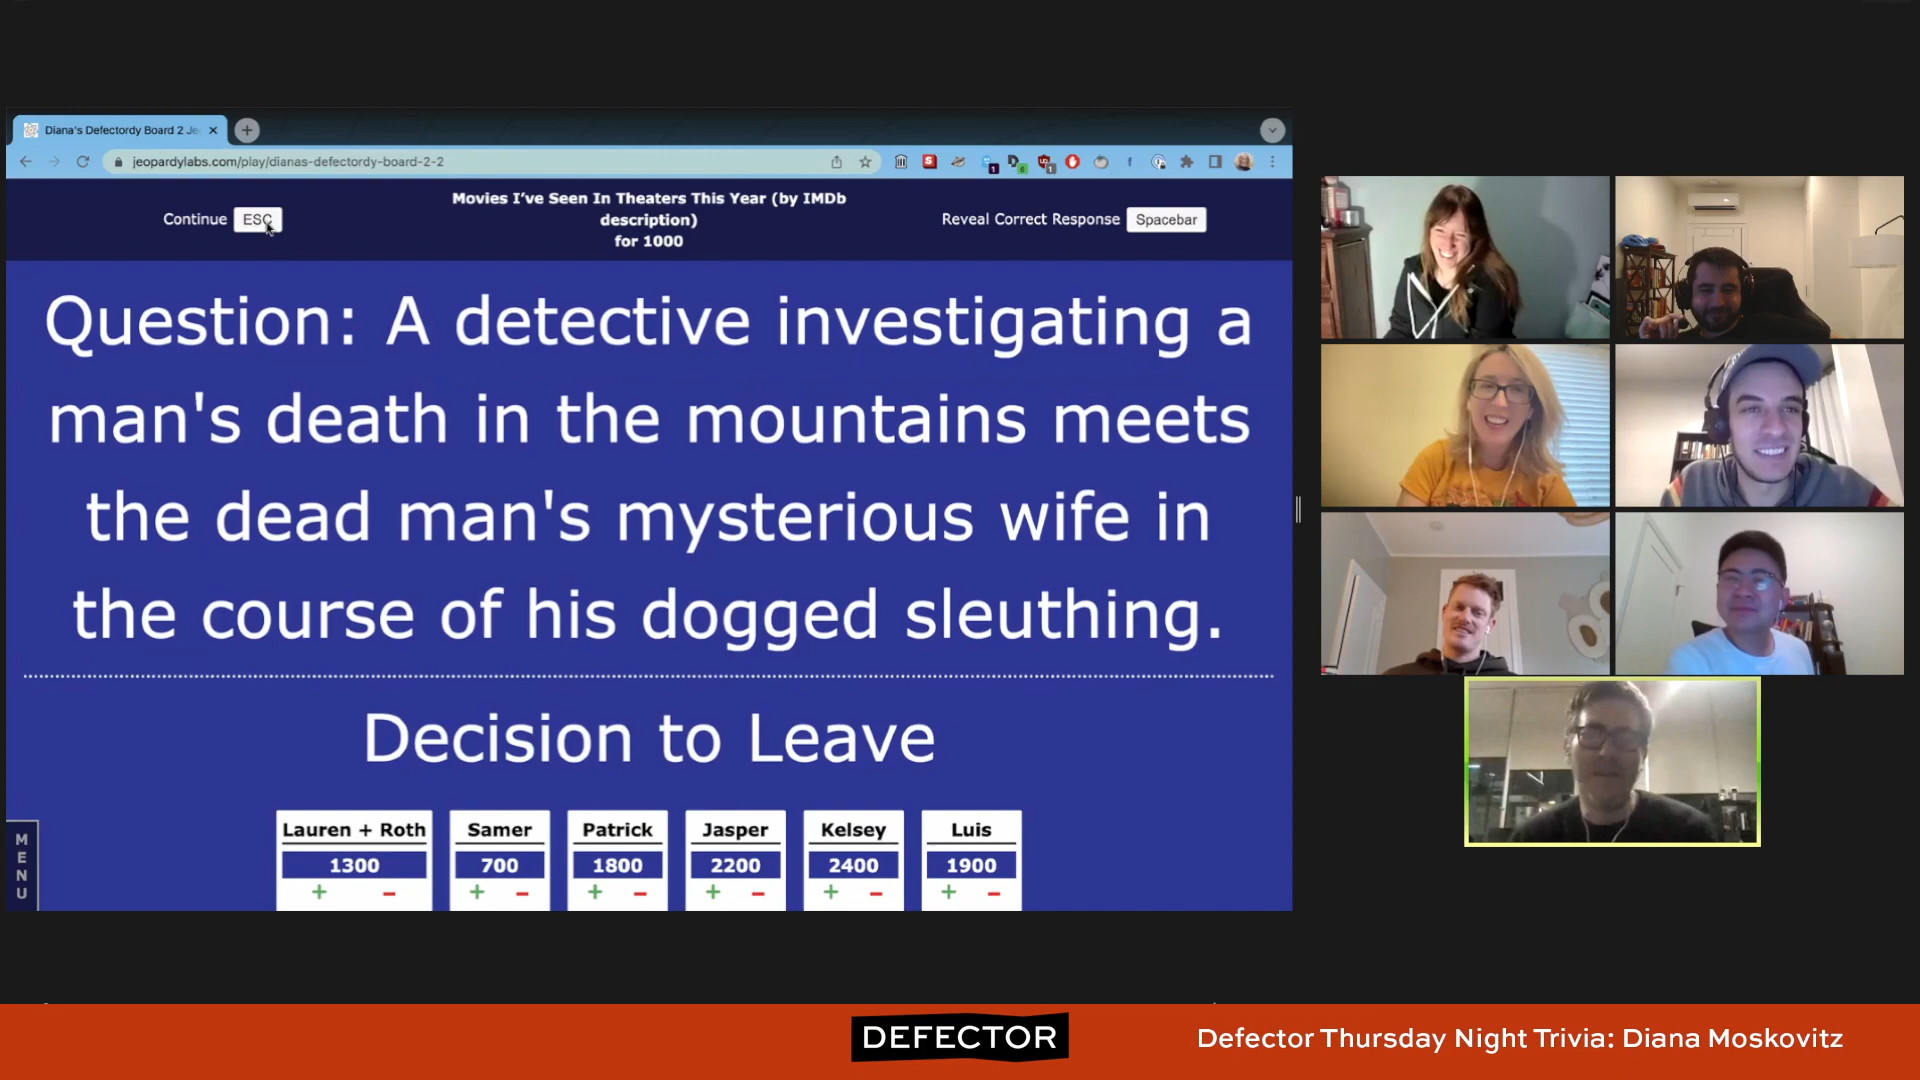 Diana's Defectordy Board 2 Je
jeopardylabs.com/play/dianas-defectordy-board-2-2
Continue ESC
Movies I've Seen In Theaters This Year (by IMDb
description)
for 1000
Reveal Correct Response Spacebar
Question: A detective investigating a
man's death in the mountains meets
the dead man's mysterious wife in
the course of his dogged sleuthing.
Decision to Leave
MENU
Lauren + Roth Samer Patrick Jasper Kelsey Luis
1300 700 1800 2200 2400 1900
+ - + - + - + - + - + -
DEFECTOR
Defector Thursday Night Trivia: Diana Moskovitz